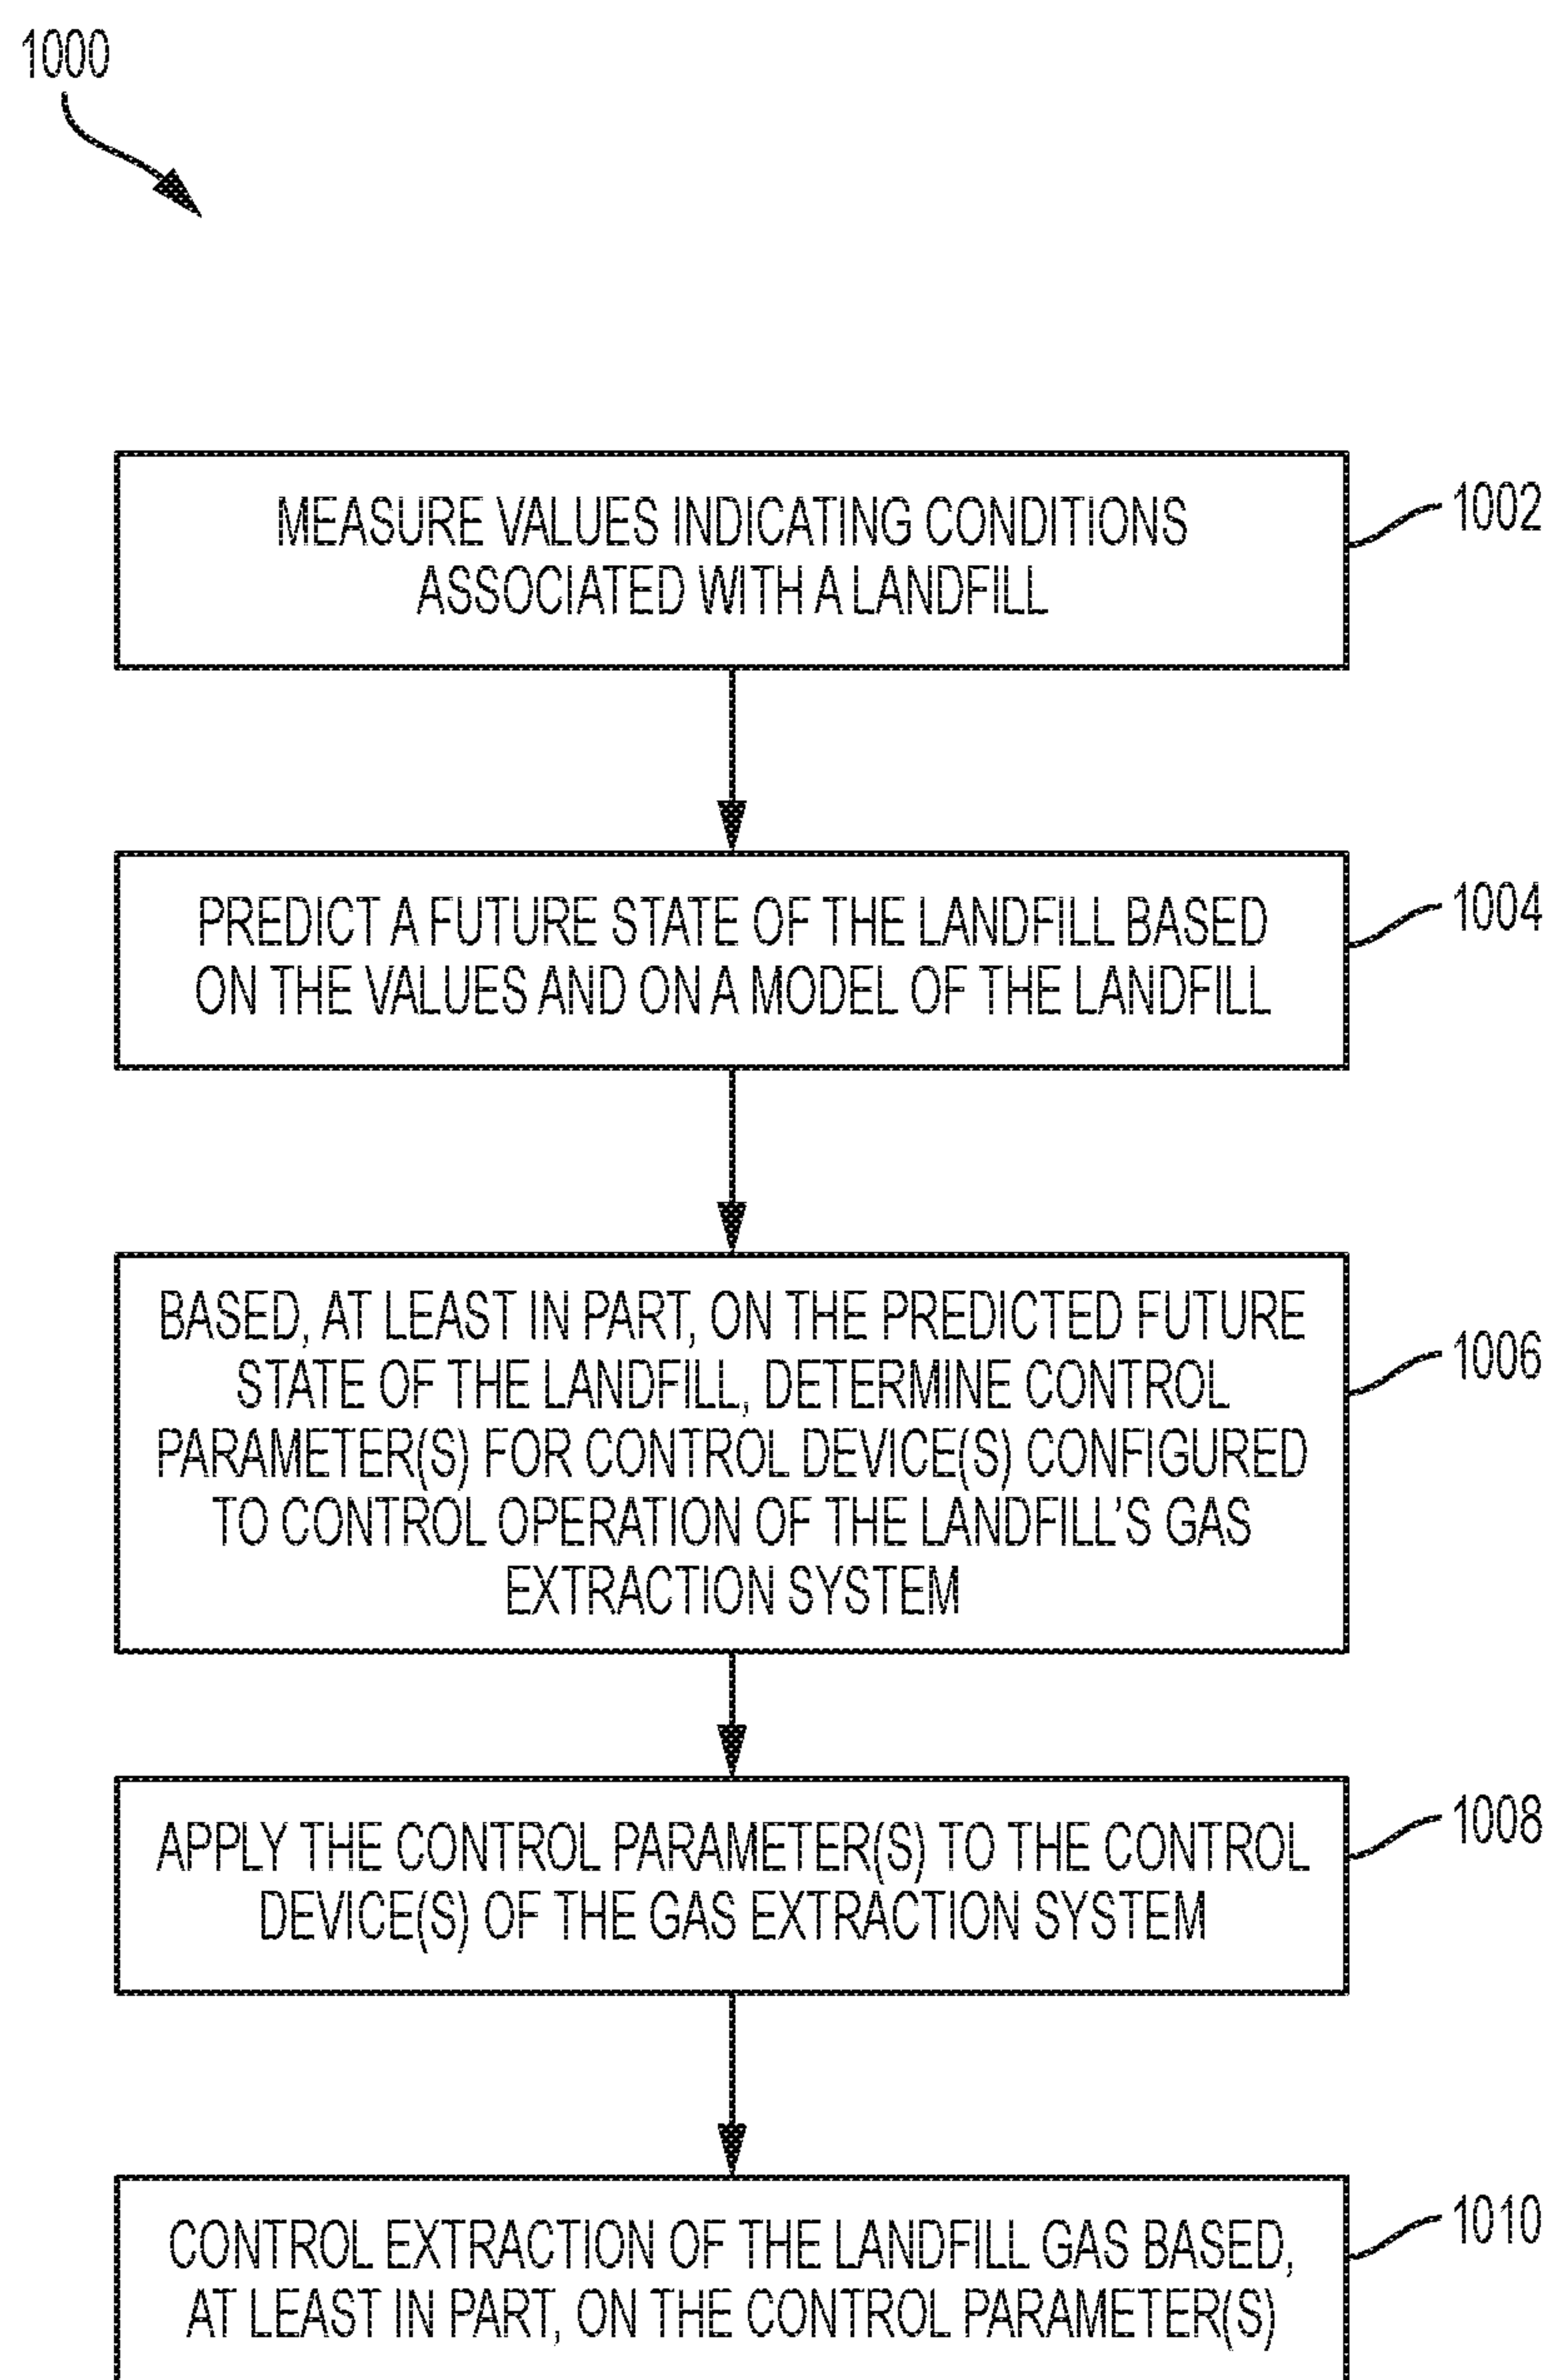 1000
MEASURE VALUES INDICATING CONDITIONS
ASSOCIATED WITH A LANDFILL
1002
PREDICT A FUTURE STATE OF THE LANDFILL BASED
ON THE VALUES AND ON A MODEL OF THE LANDFILL
1004
BASED, AT LEAST IN PART, ON THE PREDICTED FUTURE
STATE OF THE LANDFILL, DETERMINE CONTROL
PARAMETER(S) FOR CONTROL DEVICE(S) CONFIGURED
TO CONTROL OPERATION OF THE LANDFILL'S GAS
EXTRACTION SYSTEM
1006
APPLY THE CONTROL PARAMETER(S) TO THE CONTROL
DEVICE(S) OF THE GAS EXTRACTION SYSTEM
1008
CONTROL EXTRACTION OF THE LANDFILL GAS BASED,
AT LEAST IN PART, ON THE CONTROL PARAMETER(S)
1010